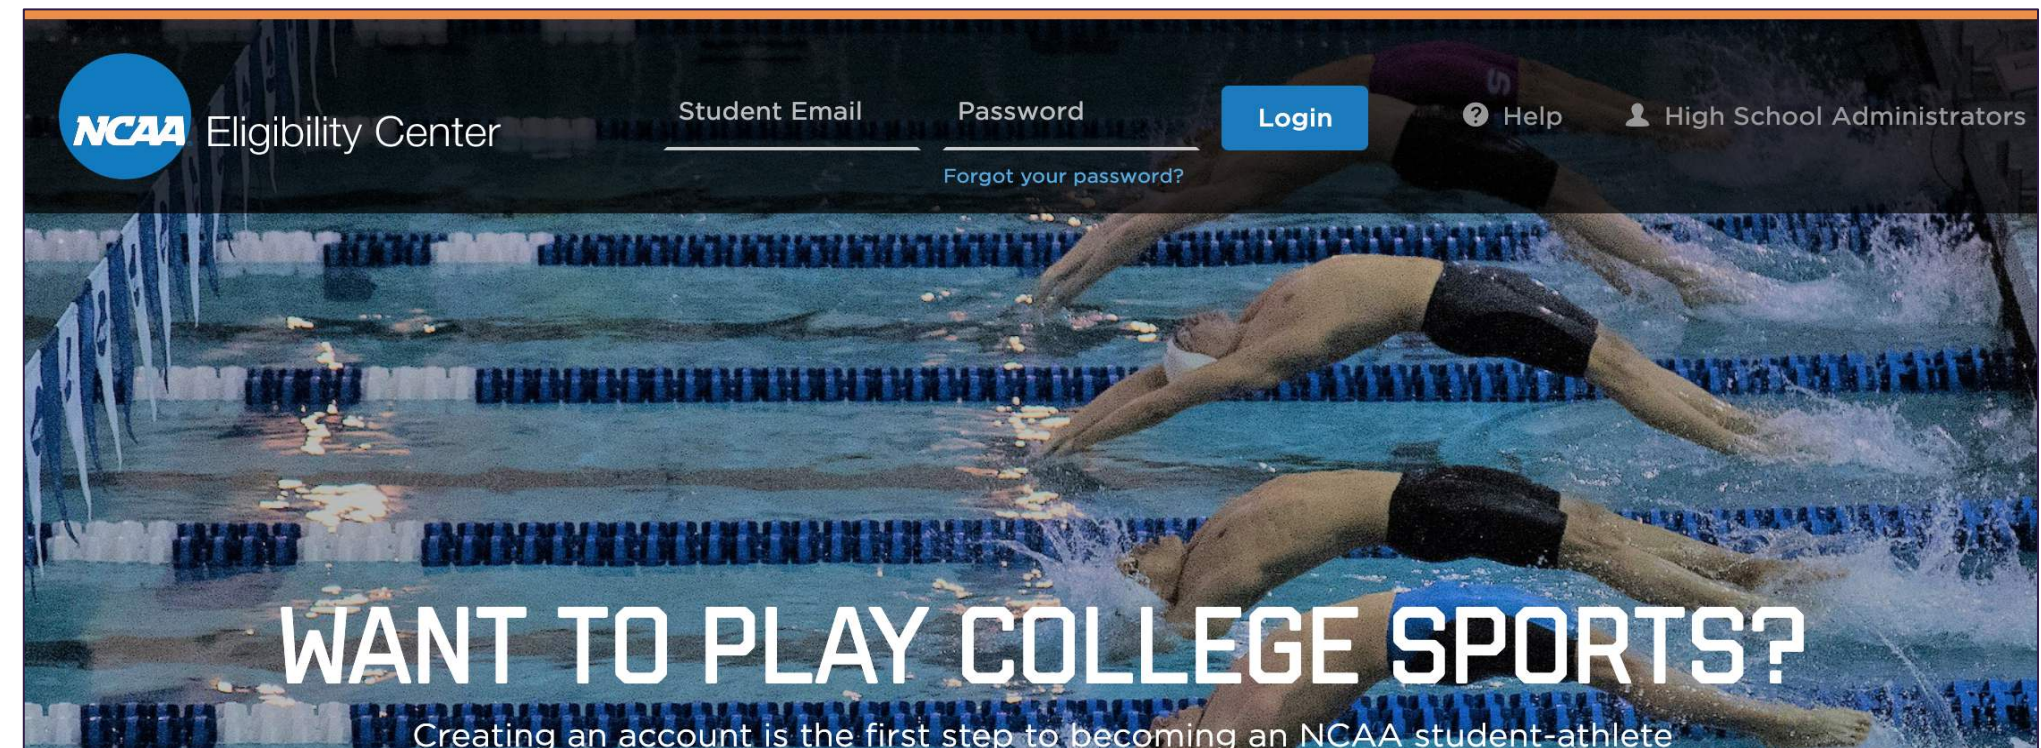 NCAA Eligibility Center
Student Email
Password
Login
Help
High School Administrators
Forgot your password?
WANT TO PLAY COLLEGE SPORTS?
Creating an account is the first step to becoming an NCAA student-athlete